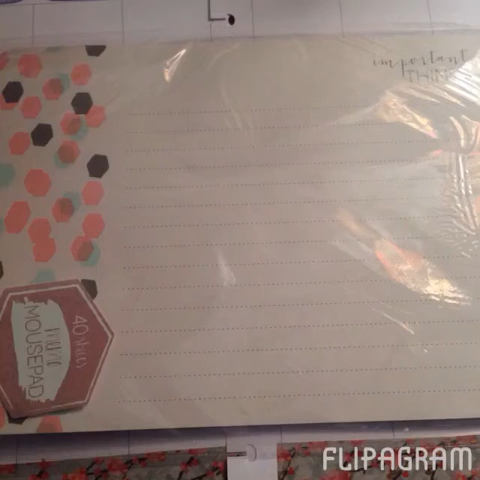 important
THINGS
40 sheets
paper
MOUSEPAD
FLIPAGRAM